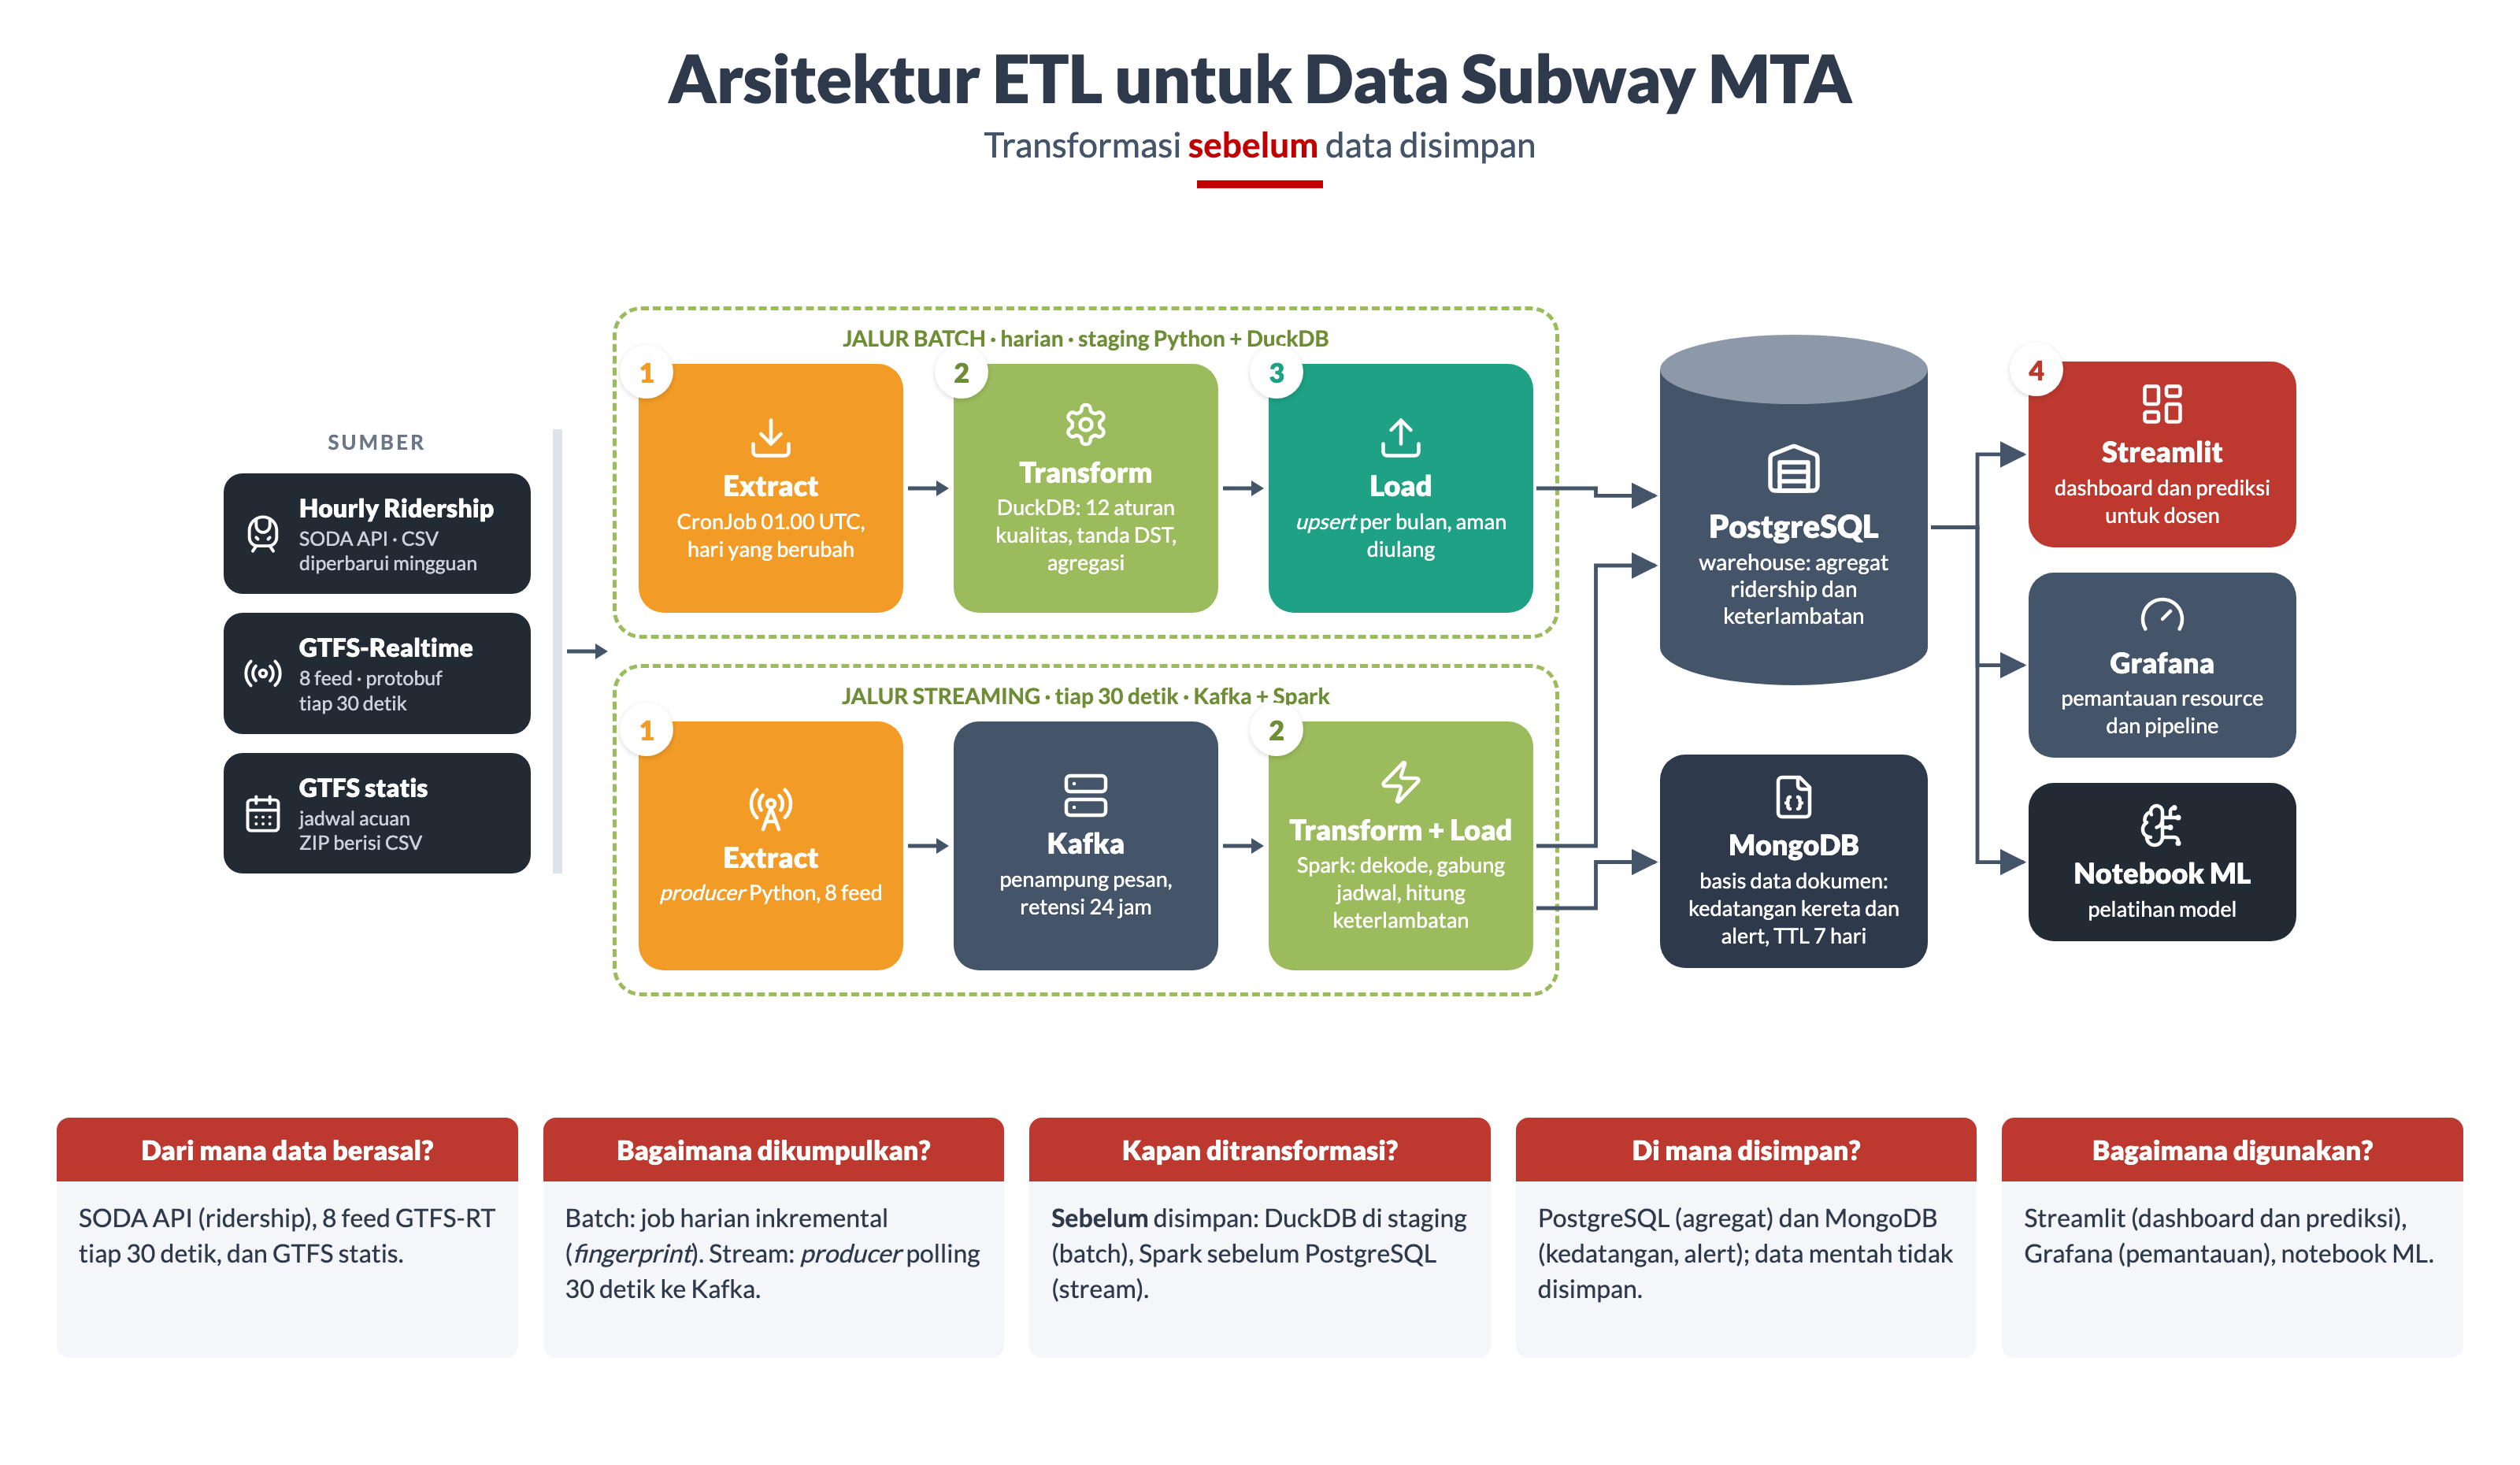 Arsitektur ETL untuk Data Subway MTA
Transformasi sebelum data disimpan
SUMBER
Hourly Ridership
SODA API · CSV
diperbarui mingguan
GTFS-Realtime
8 feed · protobuf
tiap 30 detik
GTFS statis
jadwal acuan
ZIP berisi CSV
JALUR BATCH · harian · staging Python + DuckDB
1
Extract
CronJob 01.00 UTC,
hari yang berubah
2
Transform
DuckDB: 12 aturan
kualitas, tanda DST,
agregasi
3
Load
upsert per bulan, aman
diulang
JALUR STREAMING · tiap 30 detik · Kafka + Spark
1
Extract
producer Python, 8 feed
Kafka
penampung pesan,
retensi 24 jam
2
Transform + Load
Spark: dekode, gabung
jadwal, hitung
keterlambatan
PostgreSQL
warehouse: agregat
ridership dan
keterlambatan
MongoDB
basis data dokumen:
kedatangan kereta dan
alert, TTL 7 hari
4
Streamlit
dashboard dan prediksi
untuk dosen
Grafana
pemantauan resource
dan pipeline
Notebook ML
pelatihan model
Dari mana data berasal?
SODA API (ridership), 8 feed GTFS-RT
tiap 30 detik, dan GTFS statis.
Bagaimana dikumpulkan?
Batch: job harian inkremental
(fingerprint). Stream: producer polling
30 detik ke Kafka.
Kapan ditransformasi?
Sebelum disimpan: DuckDB di staging
(batch), Spark sebelum PostgreSQL
(stream).
Di mana disimpan?
PostgreSQL (agregat) dan MongoDB
(kedatangan, alert); data mentah tidak
disimpan.
Bagaimana digunakan?
Streamlit (dashboard dan prediksi),
Grafana (pemantauan), notebook ML.